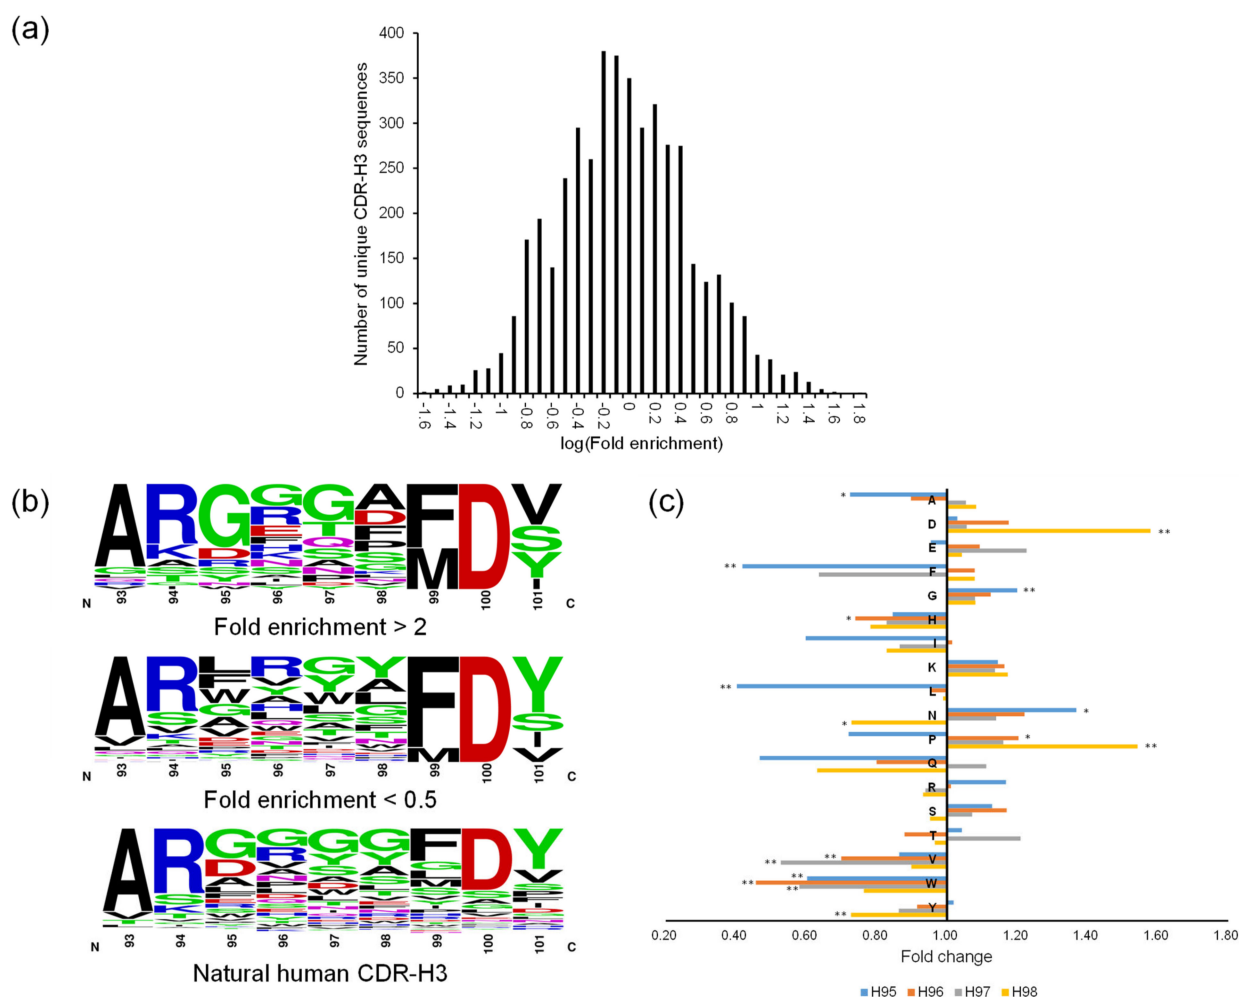 (a)
Number of unique CDR-H3 sequences
400
350
300
250
200
150
100
50
0
-1.6
-1.4
-1.2
-1
-0.8
-0.6
-0.4
-0.2
0
0.2
0.4
0.6
0.8
1
1.2
1.4
1.6
1.8
log(Fold enrichment)
(b)
N 93 94 95 96 97 98 99 100 101 C
Fold enrichment > 2
N 93 94 95 96 97 98 99 100 101 C
Fold enrichment < 0.5
N 93 94 95 96 97 98 99 100 101 C
Natural human CDR-H3
(c)
* A
D **
E
** F
G **
* H
I
K
** L
N *
*
P *
**
Q
R
S
T
** V
**
** W
**
**
Y
**
0.20 0.40 0.60 0.80 1.00 1.20 1.40 1.60 1.80
Fold change
H95 H96 H97 H98